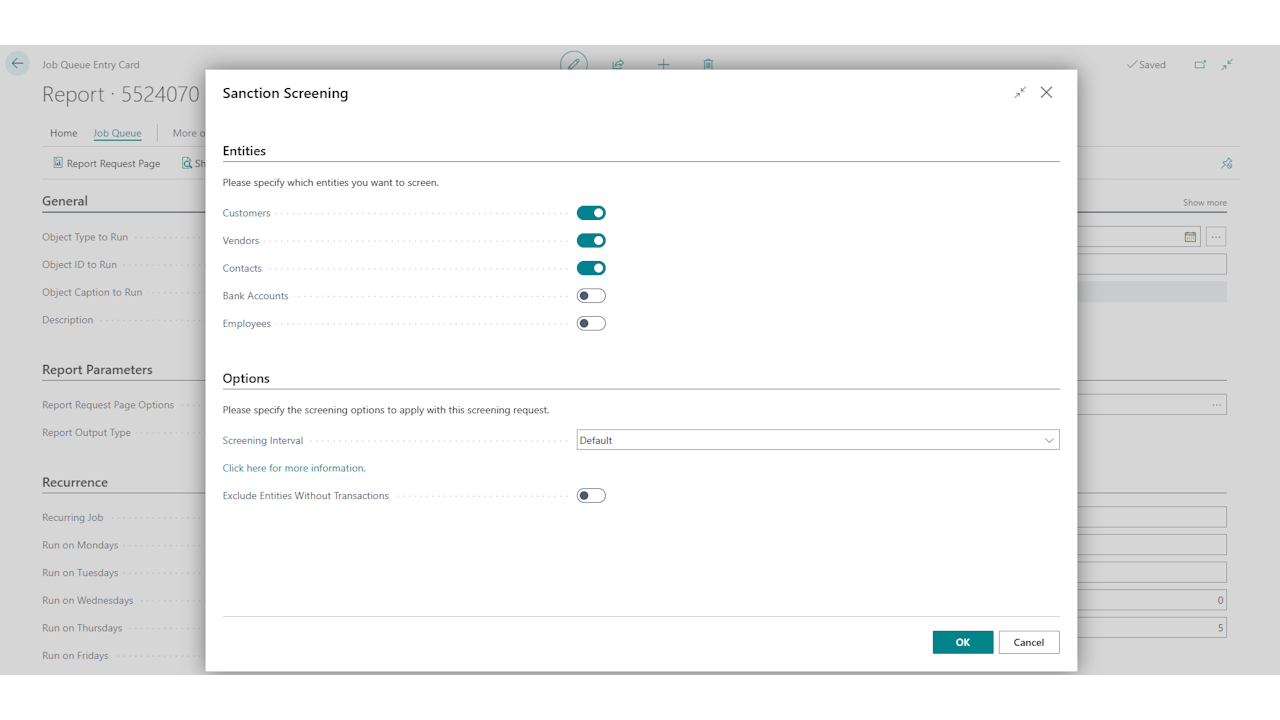 Job Queue Entry Card
Saved
Report · 5524070
Sanction Screening
Home Job Queue More o
Report Request Page Sh
Entities
Please specify which entities you want to screen.
General
Show more
Customers
Object Type to Run
Vendors
Object ID to Run
Contacts
Object Caption to Run
Bank Accounts
Description
Employees
Report Parameters
Options
Report Request Page Options
Please specify the screening options to apply with this screening request.
Report Output Type
Screening Interval Default
Click here for more information.
Recurrence
Exclude Entities Without Transactions
Recurring Job
Run on Mondays
Run on Tuesdays
Run on Wednesdays
0
Run on Thursdays
5
OK Cancel
Run on Fridays